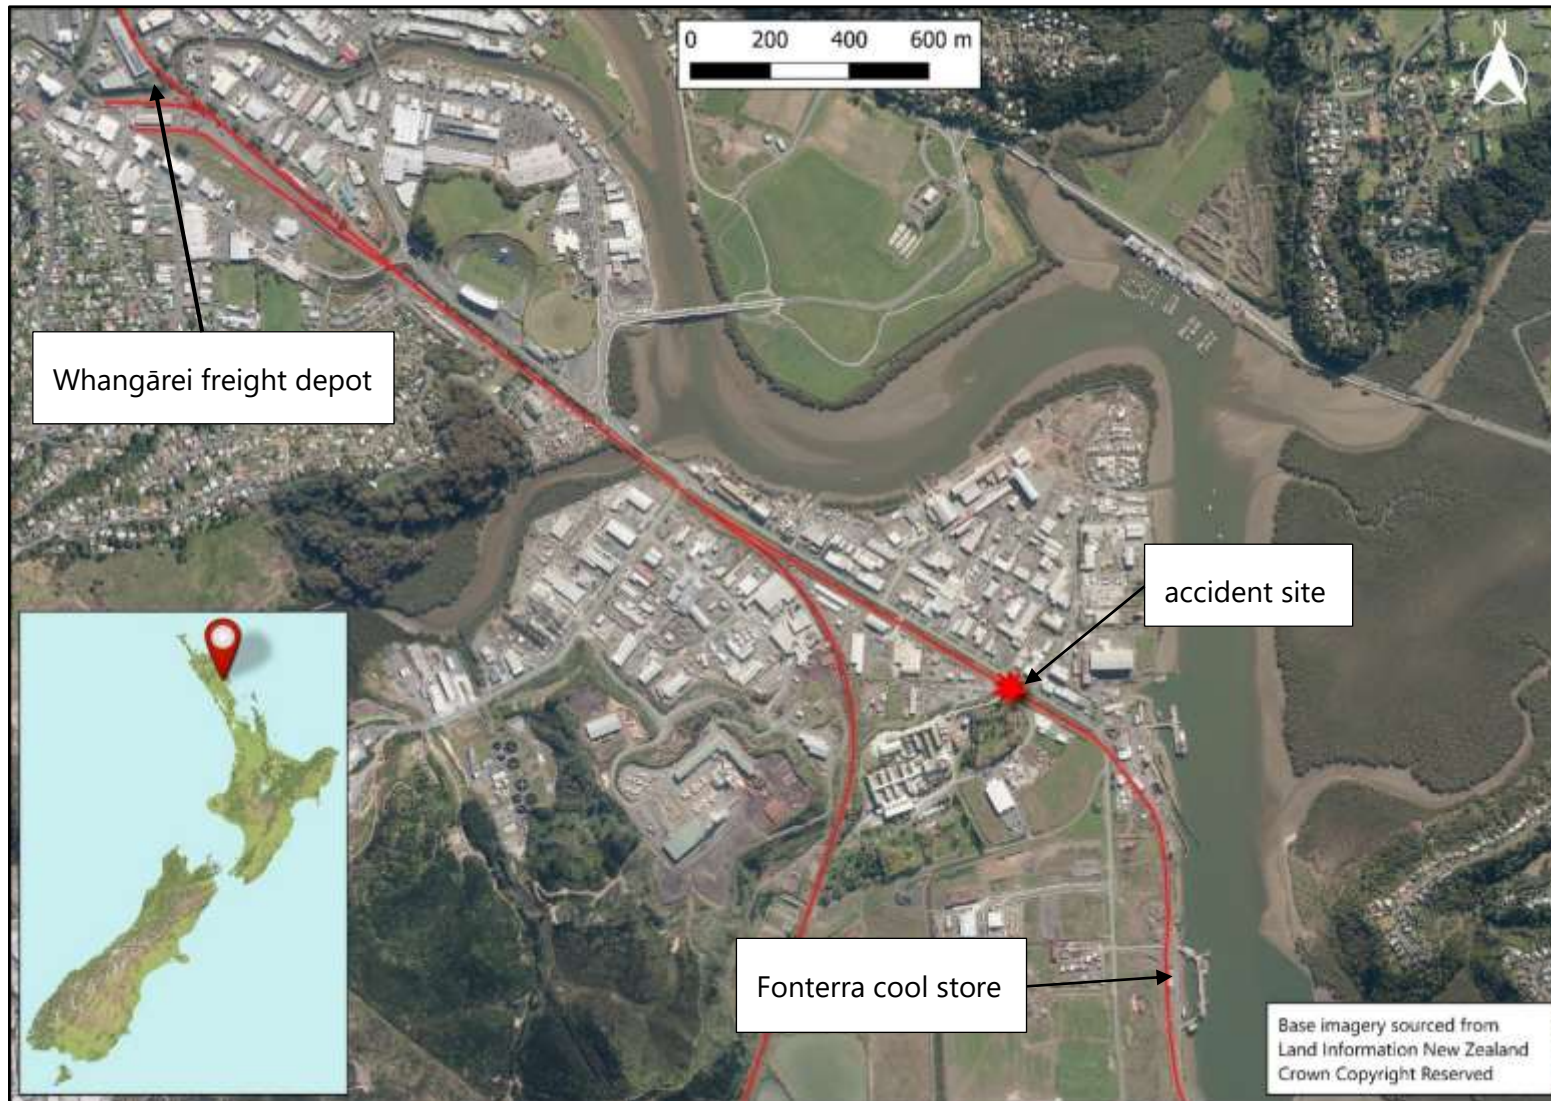 0 200 400 600 m
N
Whangārei freight depot
accident site
Fonterra cool store
Base imagery sourced from
Land Information New Zealand
Crown Copyright Reserved